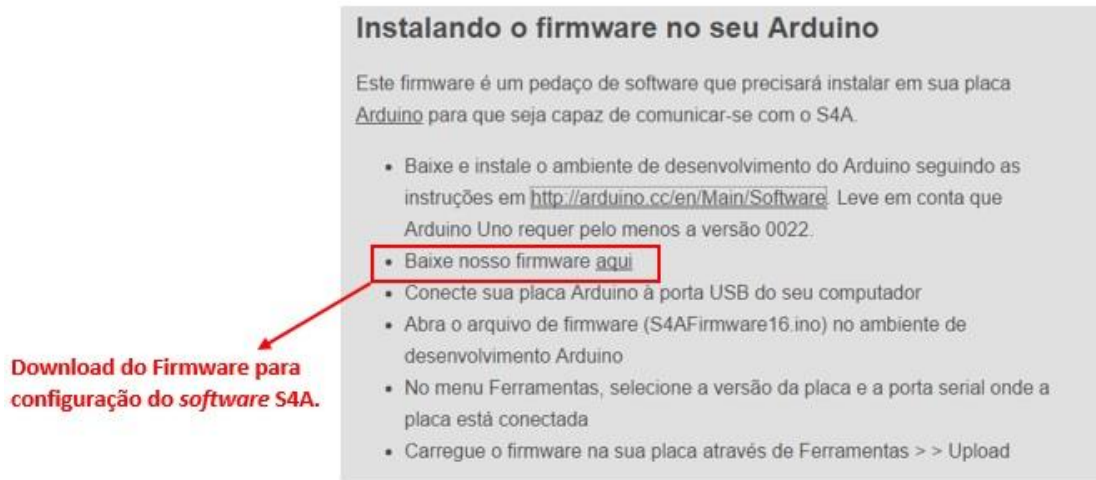 Instalando o firmware no seu Arduino
Este firmware é um pedaço de software que precisará instalar em sua placa
Arduino para que seja capaz de comunicar-se com o S4A.
• Baixe e instale o ambiente de desenvolvimento do Arduino seguindo as
instruções em http://arduino.cc/en/Main/Software. Leve em conta que
Arduino Uno requer pelo menos a versão 0022.
• Baixe nosso firmware aqui
• Conecte sua placa Arduino à porta USB do seu computador
• Abra o arquivo de firmware (S4AFirmware16.ino) no ambiente de
desenvolvimento Arduino
• No menu Ferramentas, selecione a versão da placa e a porta serial onde a
placa está conectada
• Carregue o firmware na sua placa através de Ferramentas > > Upload
Download do Firmware para
configuração do software S4A.